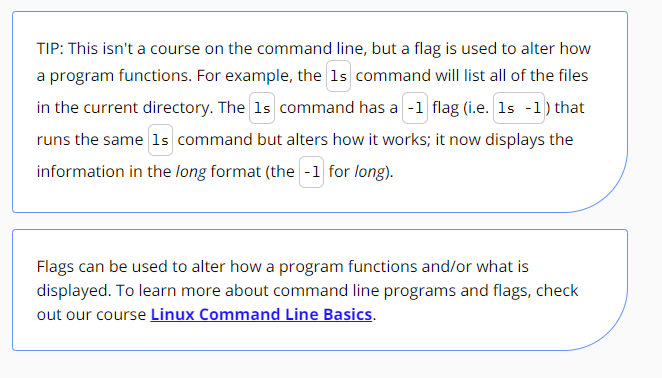 TIP: This isn't a course on the command line, but a flag is used to alter how
a program functions. For example, the ls command will list all of the files
in the current directory. The ls command has a -l flag (i.e. ls -l) that
runs the same ls command but alters how it works; it now displays the
information in the long format (the -l for long).
Flags can be used to alter how a program functions and/or what is
displayed. To learn more about command line programs and flags, check
out our course Linux Command Line Basics.